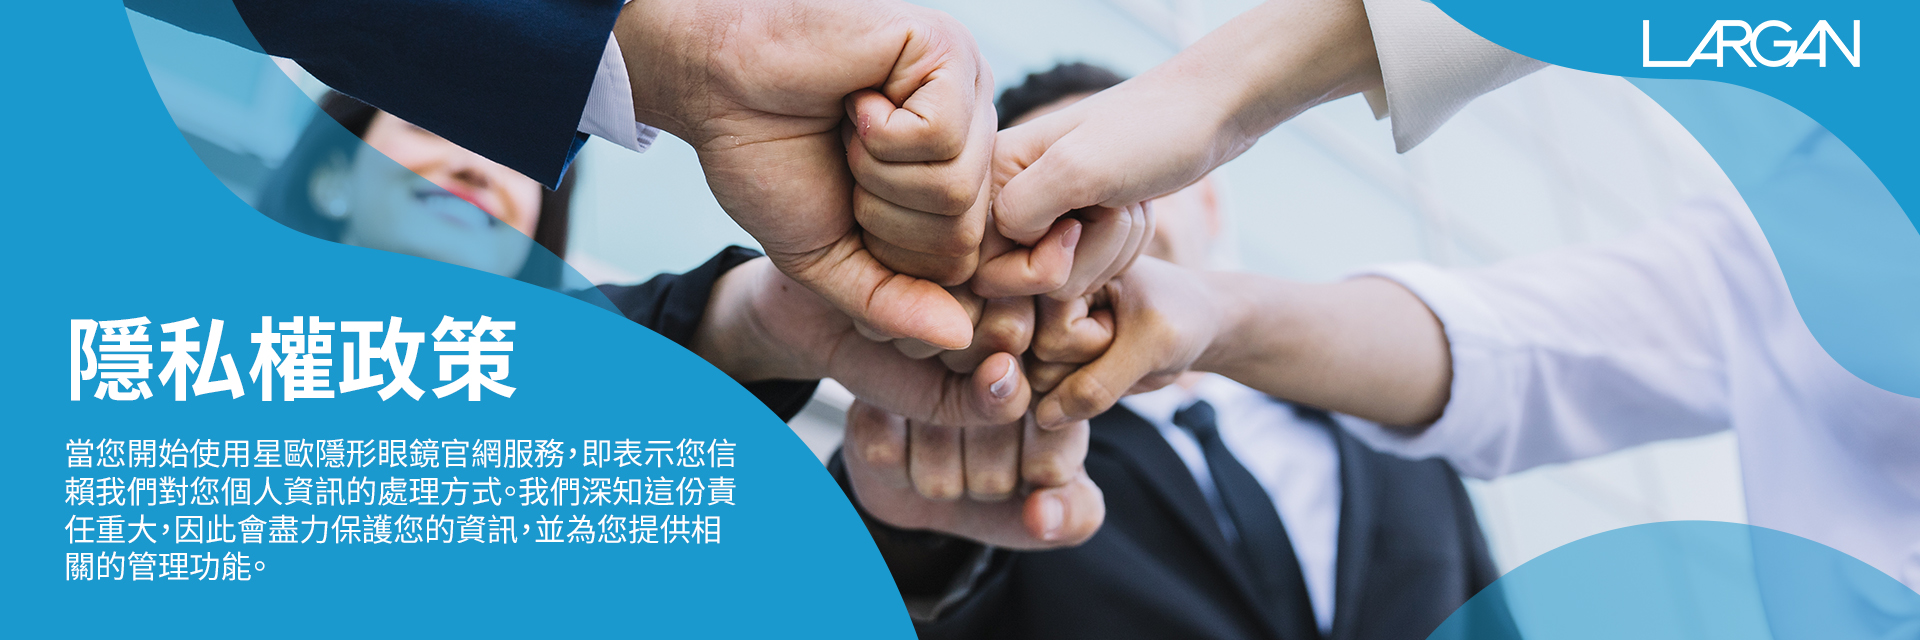 LARGAN
隱私權政策
當您開始使用星歐隱形眼鏡官網服務，即表示您信
賴我們對您個人資訊的處理方式。我們深知這份責
任重大，因此會盡力保護您的資訊，並為您提供相
關的管理功能。